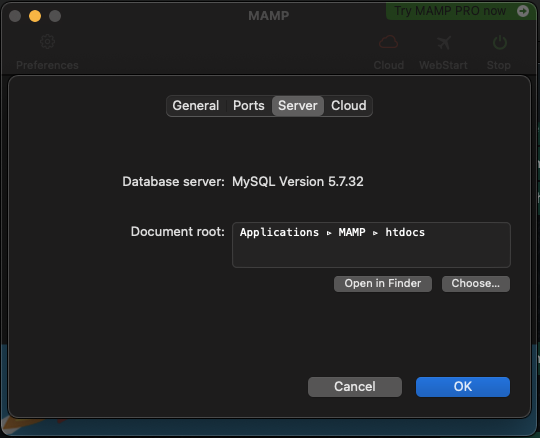 MAMP
Try MAMP PRO now
Preferences
Cloud
WebStart
Stop
General
Ports
Server
Cloud
Database server: MySQL Version 5.7.32
Document root: Applications ▹ MAMP ▹ htdocs
Open in Finder
Choose...
Cancel
OK